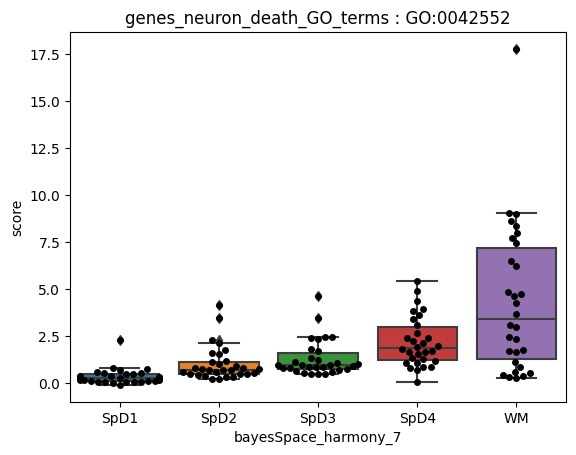 genes_neuron_death_GO_terms : GO:0042552
17.5
15.0
12.5
10.0
7.5
5.0
2.5
0.0
score
SpD1 SpD2 SpD3 SpD4 WM
bayesSpace_harmony_7